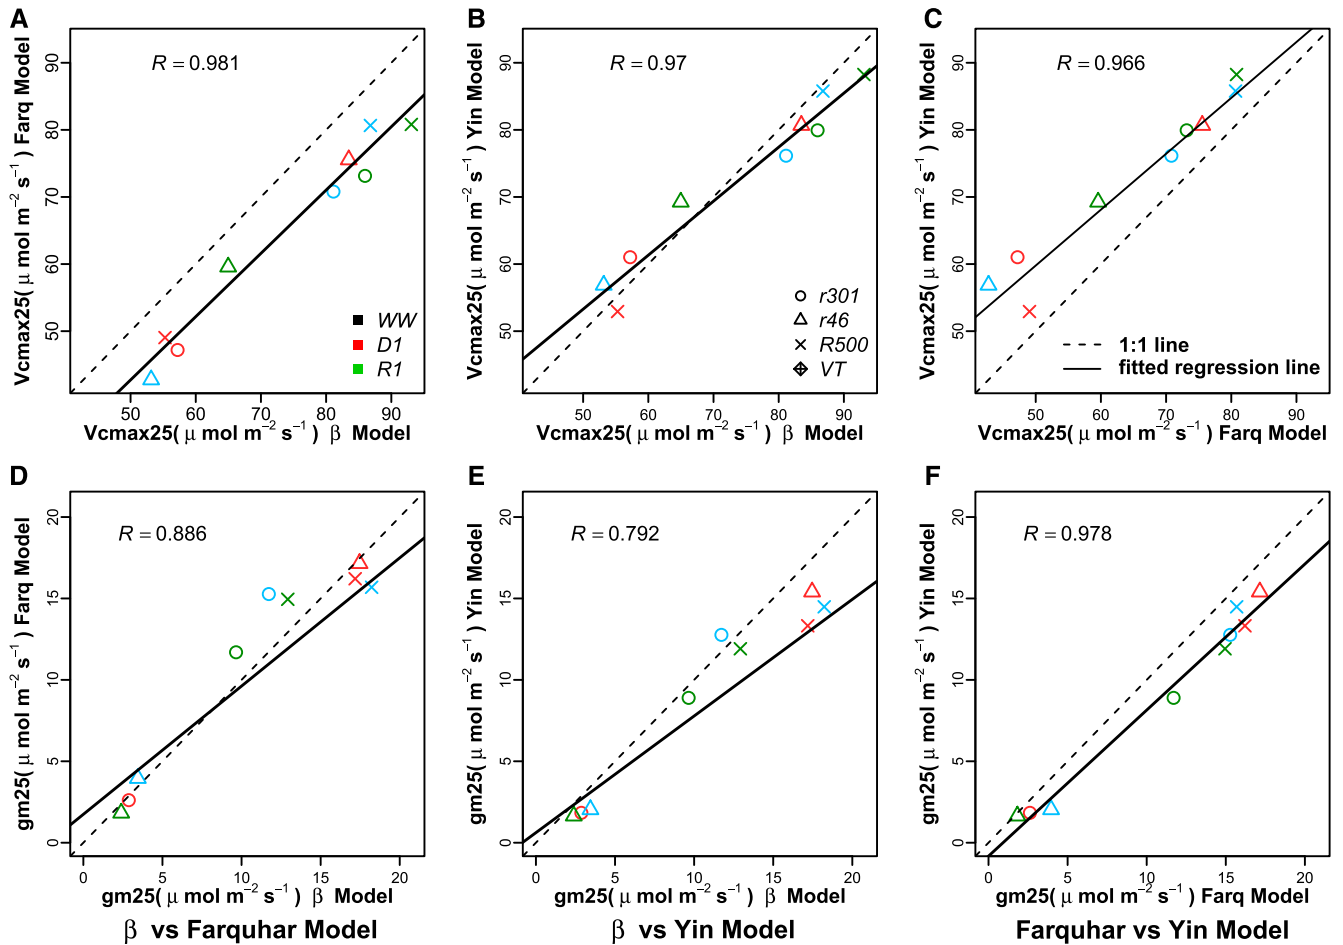 A
R = 0.981
Vcmax25( μ mol m−2 s−1 ) Farq Model
50 60 70 80 90
WW
D1
R1
50 60 70 80 90
Vcmax25( μ mol m−2 s−1 ) β Model
B
R = 0.97
Vcmax25( μ mol m−2 s−1 ) Yin Model
50 60 70 80 90
r301
r46
R500
VT
50 60 70 80 90
Vcmax25( μ mol m−2 s−1 ) β Model
C
R = 0.966
Vcmax25( μ mol m−2 s−1 ) Yin Model
50 60 70 80 90
1:1 line
fitted regression line
50 60 70 80 90
Vcmax25( μ mol m−2 s−1 ) Farq Model
D
R = 0.886
gm25( μ mol m−2 s−1 ) Farq Model
0 5 10 15 20
0 5 10 15 20
gm25( μ mol m−2 s−1 ) β Model
β vs Farquhar Model
E
R = 0.792
gm25( μ mol m−2 s−1 ) Yin Model
0 5 10 15 20
0 5 10 15 20
gm25( μ mol m−2 s−1 ) β Model
β vs Yin Model
F
R = 0.978
gm25( μ mol m−2 s−1 ) Yin Model
0 5 10 15 20
0 5 10 15 20
gm25( μ mol m−2 s−1 ) Farq Model
Farquhar vs Yin Model